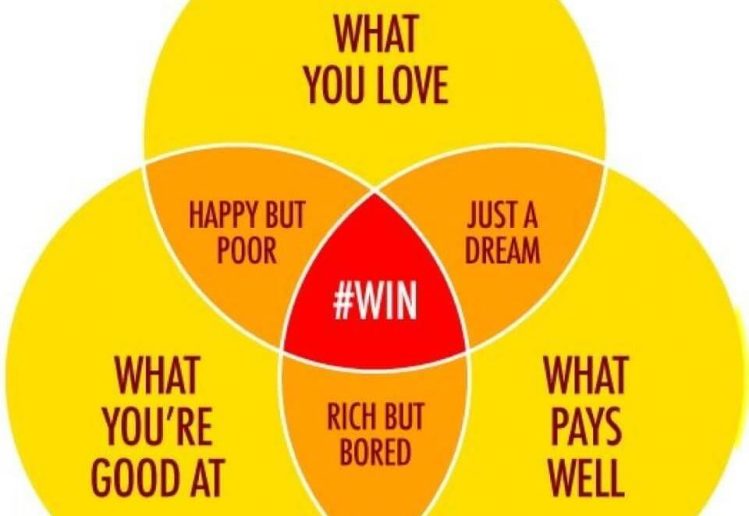 WHAT
YOU LOVE
HAPPY BUT
POOR
JUST A
DREAM
#WIN
WHAT
YOU'RE
GOOD AT
RICH BUT
BORED
WHAT
PAYS
WELL